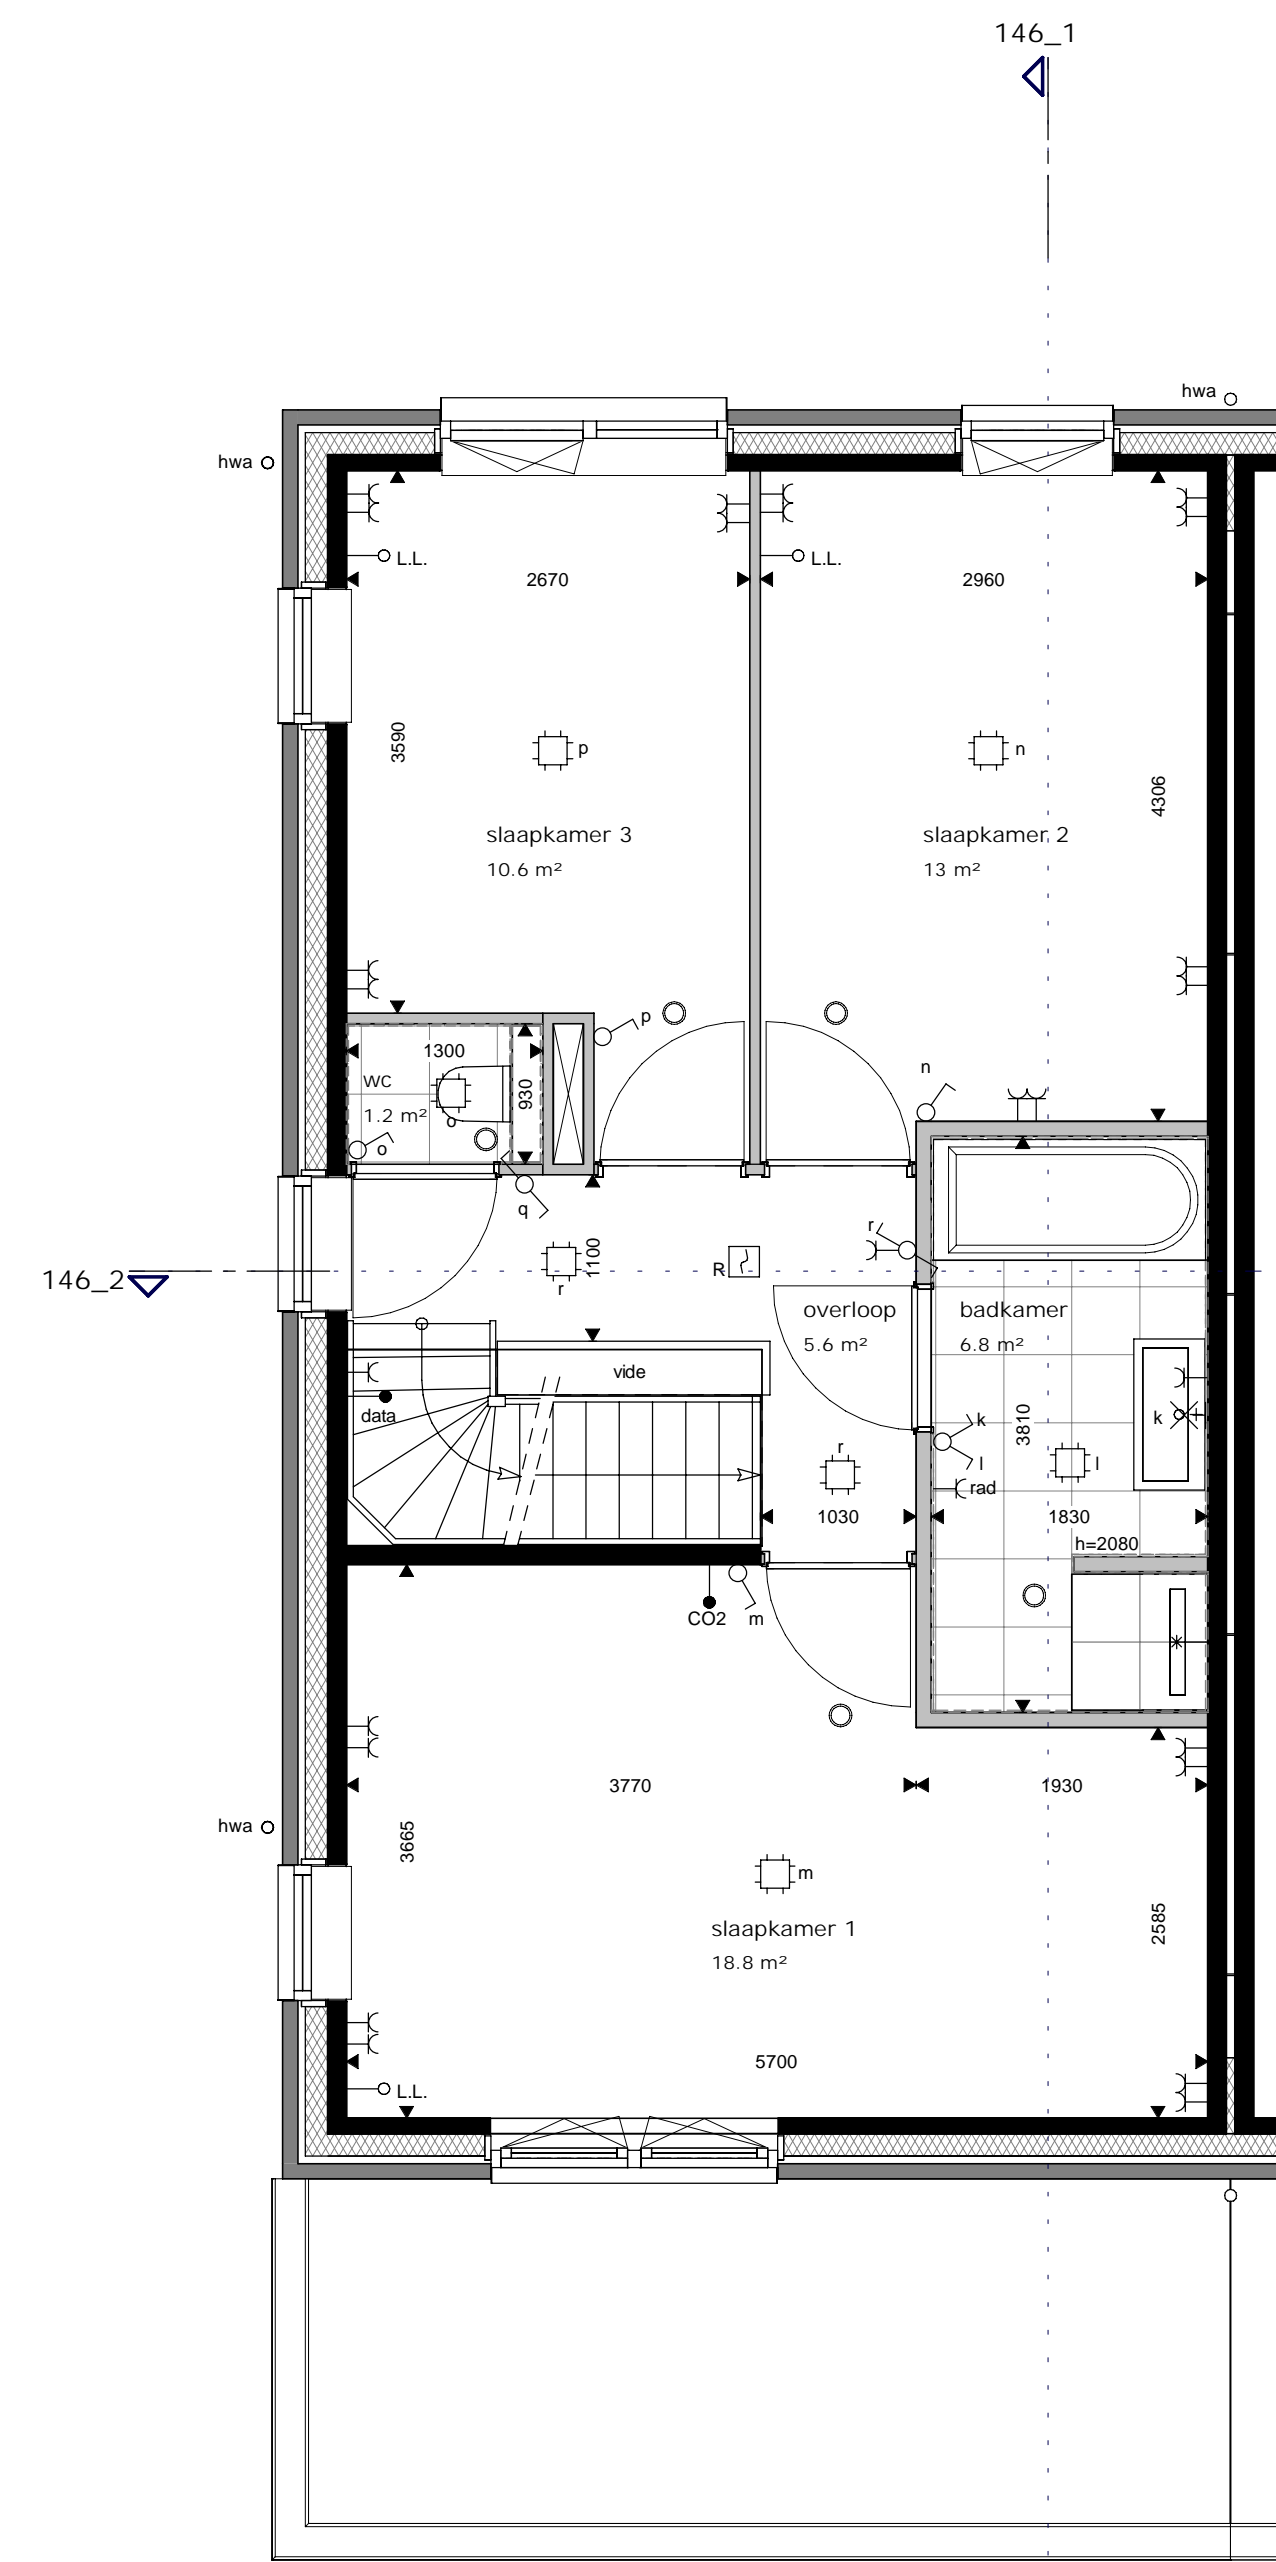 146_1
hwa
hwa
L.L.
L.L.
2670
2960
3590
p
n
4306
slaapkamer 3
10.6 m²
slaapkamer 2
13 m²
p
1300
n
wc
930
1.2 m²
o
o
q
r
1100
R
146_2
r
overloop
5.6 m²
badkamer
6.8 m²
vide
data
k
k
3810
r
l
l
rad
1030
1830
h=2080
CO2
m
3770
1930
3665
m
2585
slaapkamer 1
18.8 m²
hwa
5700
L.L.